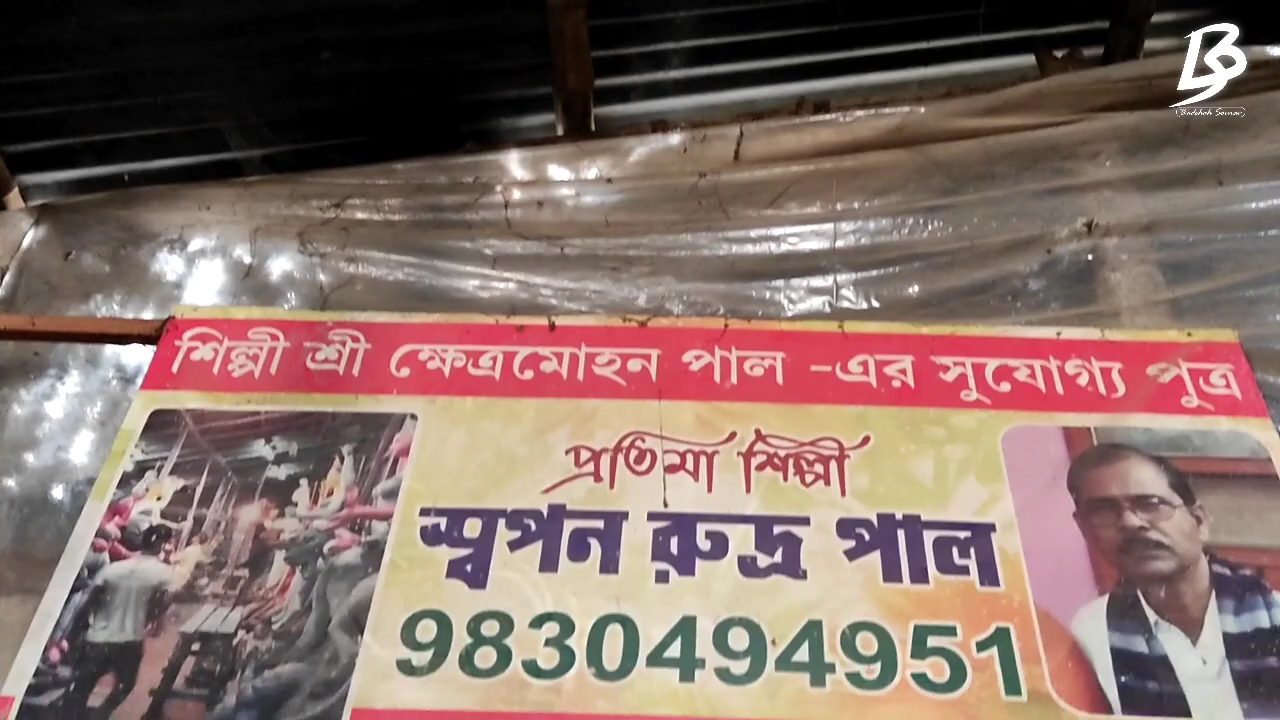 শিল্পী শ্রী ক্ষেত্রমোহন পাল -এর সুযোগ্য পুত্র
প্রতিমা শিল্পী
স্বপন রুদ্র পাল
9830494951